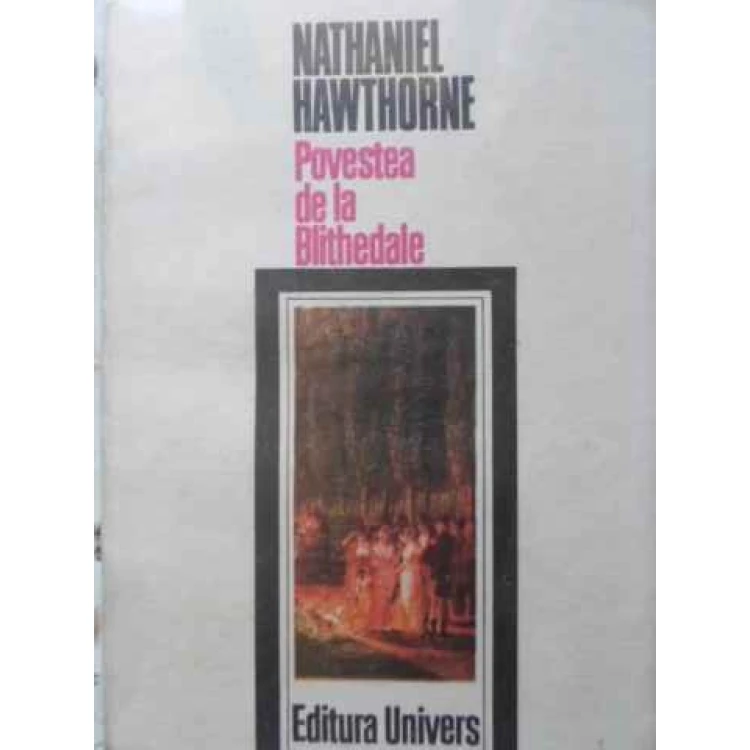 NATHANIEL
HAWTHORNE
Povestea
de la
Blithedale
Editura Univers